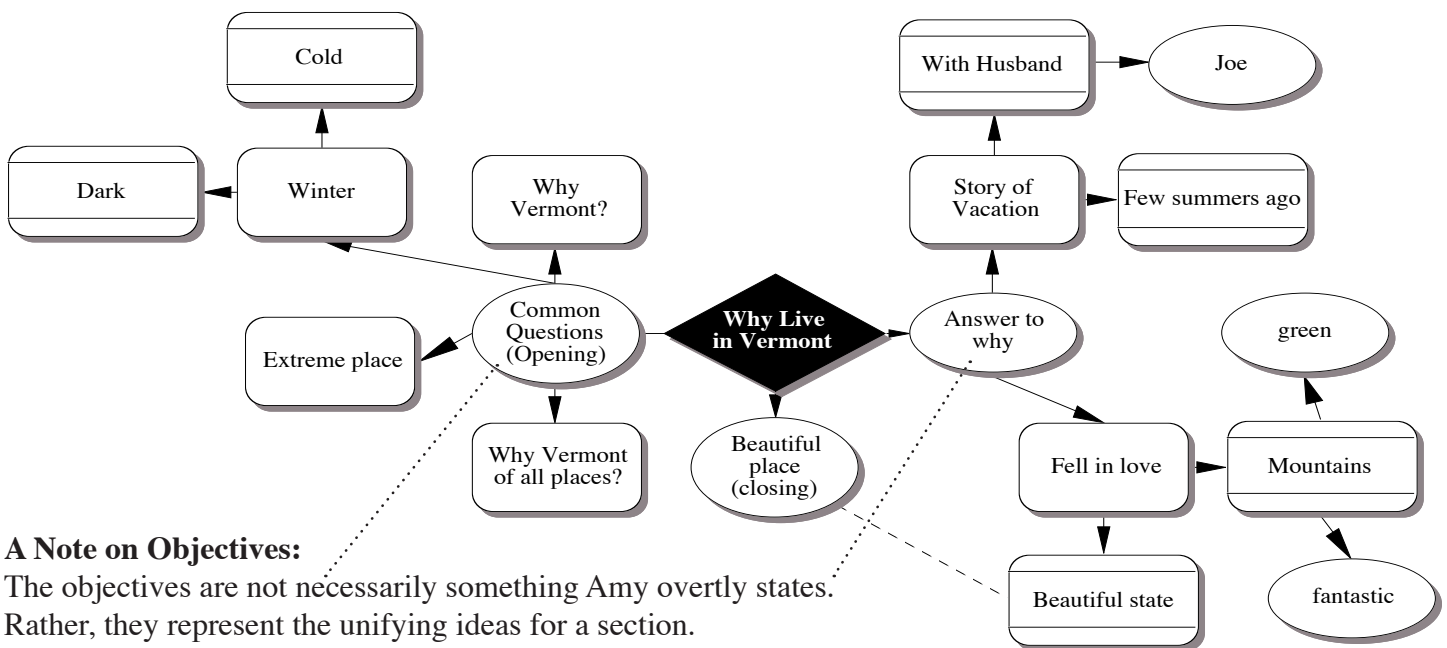 Cold
With Husband
Joe
Dark
Winter
Why
Vermont?
Story of
Vacation
Few summers ago
Common
Questions
(Opening)
Why Live
in Vermont
Answer to
why
green
Extreme place
Why Vermont
of all places?
Beautiful
place
(closing)
Fell in love
Mountains
Beautiful state
fantastic
A Note on Objectives:
The objectives are not necessarily something Amy overtly states.
Rather, they represent the unifying ideas for a section.